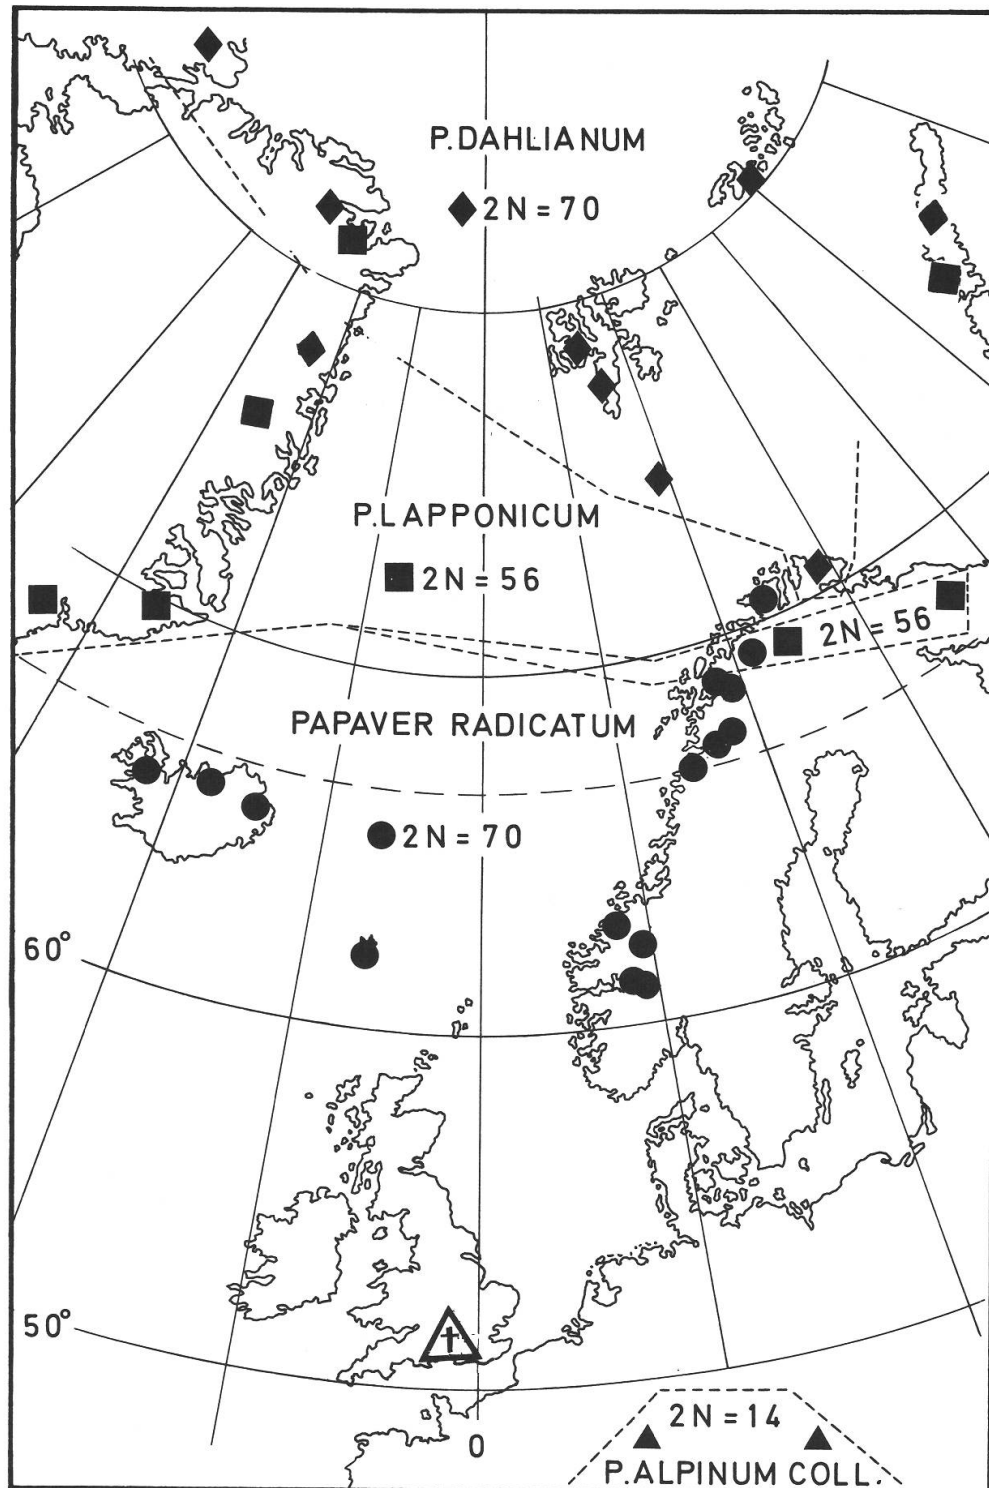 P.DAHLIANUM
2N=70
P.LAPPONICUM
2N=56
2N=56
PAPAVER RADICATUM
2N=70
60°
50°
0
2N=14
P.ALPINUM COLL.